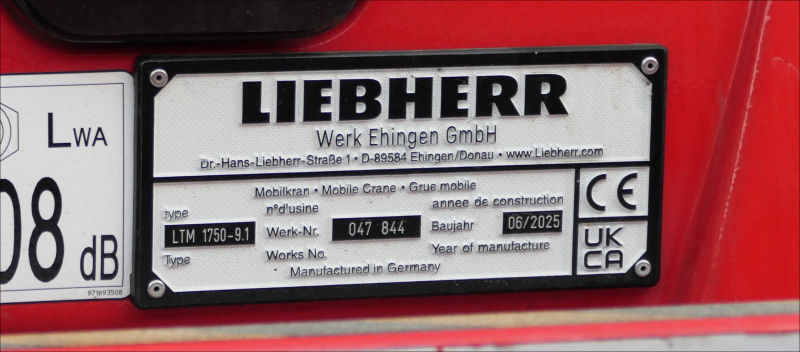 LIEBHERR
Werk Ehingen GmbH
Dr.-Hans-Liebherr-Straße 1 • D-89584 Ehingen/Donau • www.Liebherr.com
Mobilkran • Mobile Crane • Grue mobile
type
LTM 1750-9.1
Type
n°d'usine
Werk-Nr.
Works No.
047 844
année de construction
Baujahr
Year of manufacture
06/2025
Manufactured in Germany
CE
UK
CA
LWA
08
dB
971693508